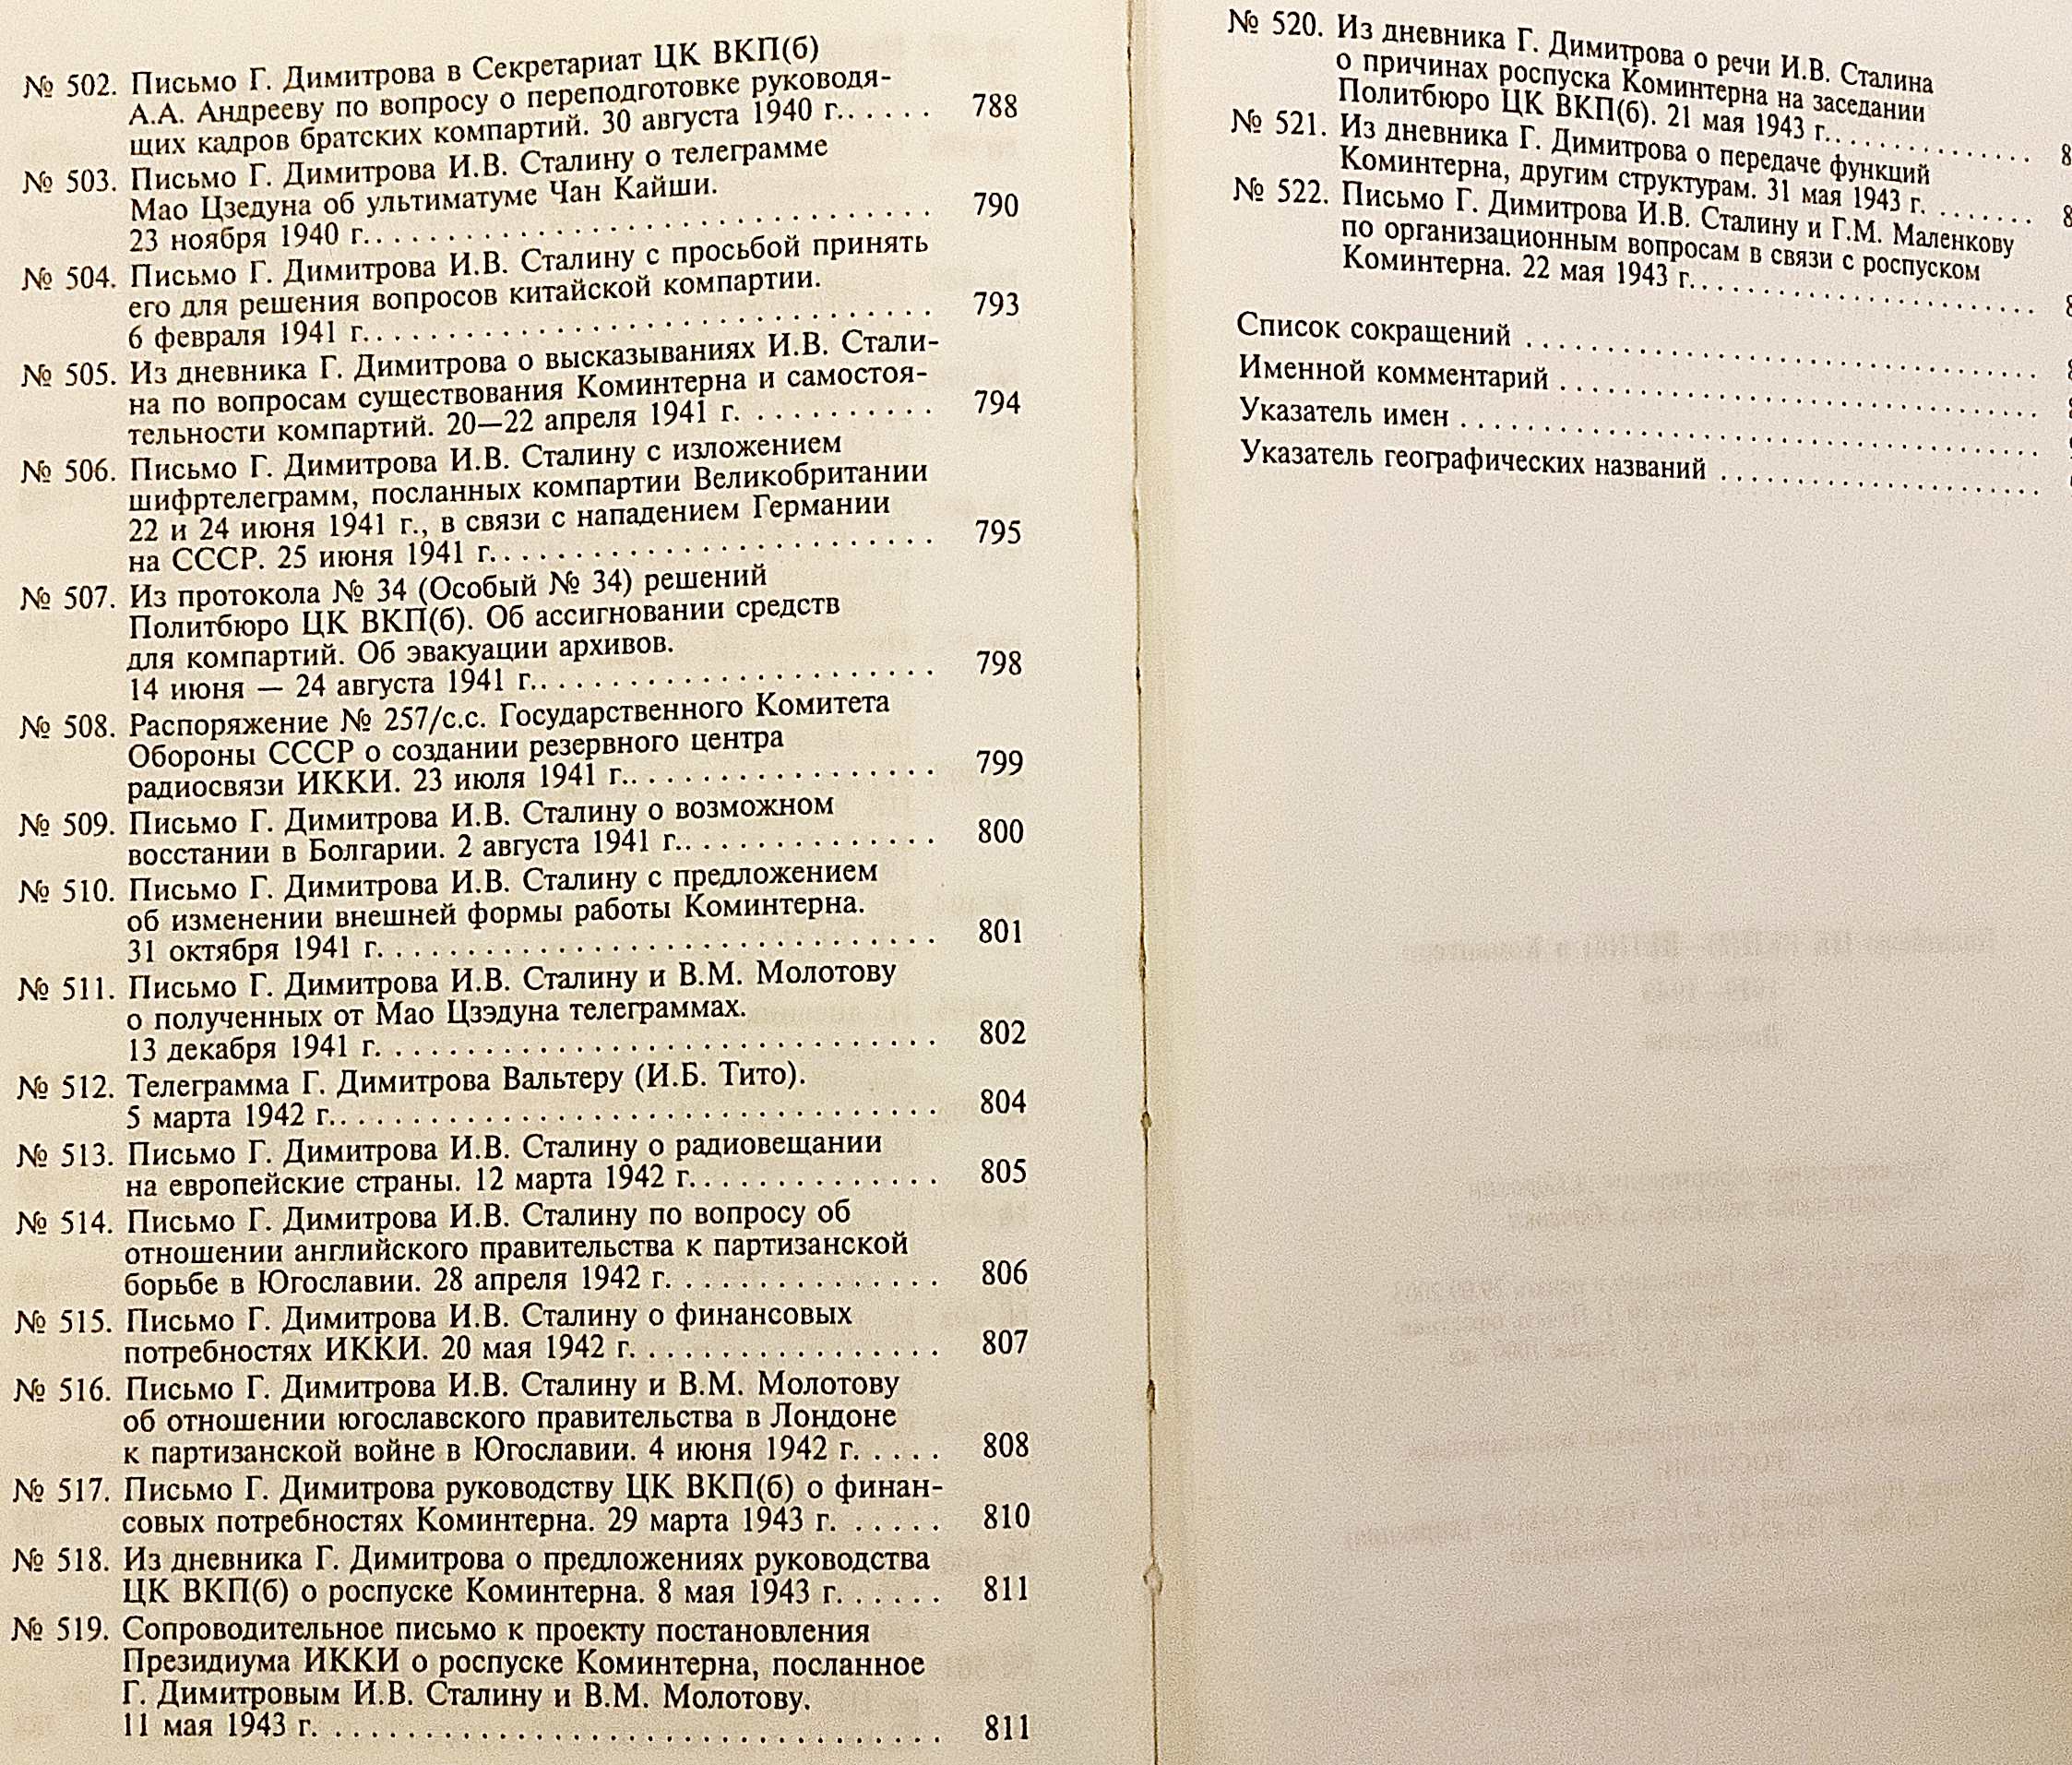 № 502. Письмо Г. Димитрова в Секретариат ЦК ВКП(б)
А.А. Андрееву по вопросу о переподготовке руководя-
щих кадров братских компартий. 30 августа 1940 г.. . . . . . 788
№ 503. Письмо Г. Димитрова И.В. Сталину о телеграмме
Мао Цзедуна об ультиматуме Чан Кайши.
23 ноября 1940 г.. . . . . . . . . . . . . . . . . . . . . . . . . . . . . . . . . 790
№ 504. Письмо Г. Димитрова И.В. Сталину с просьбой принять
его для решения вопросов китайской компартии.
6 февраля 1941 г.. . . . . . . . . . . . . . . . . . . . . . . . . . . . . . . . . 793
№ 505. Из дневника Г. Димитрова о высказываниях И.В. Стали-
на по вопросам существования Коминтерна и самостоя-
тельности компартий. 20—22 апреля 1941 г. . . . . . . . . . . 794
№ 506. Письмо Г. Димитрова И.В. Сталину с изложением
шифртелеграмм, посланных компартии Великобритании
22 и 24 июня 1941 г., в связи с нападением Германии
на СССР. 25 июня 1941 г.. . . . . . . . . . . . . . . . . . . . . . . . . 795
№ 507. Из протокола № 34 (Особый № 34) решений
Политбюро ЦК ВКП(б). Об ассигновании средств
для компартий. Об эвакуации архивов.
14 июня — 24 августа 1941 г.. . . . . . . . . . . . . . . . . . . . . . 798
№ 508. Распоряжение № 257/с.с. Государственного Комитета
Обороны СССР о создании резервного центра
радиосвязи ИККИ. 23 июля 1941 г.. . . . . . . . . . . . . . . . . 799
№ 509. Письмо Г. Димитрова И.В. Сталину о возможном
восстании в Болгарии. 2 августа 1941 г.. . . . . . . . . . . . . . 800
№ 510. Письмо Г. Димитрова И.В. Сталину с предложением
об изменении внешней формы работы Коминтерна.
31 октября 1941 г. . . . . . . . . . . . . . . . . . . . . . . . . . . . . . . . 801
№ 511. Письмо Г. Димитрова И.В. Сталину и В.М. Молотову
о полученных от Мао Цзэдуна телеграммах.
13 декабря 1941 г. . . . . . . . . . . . . . . . . . . . . . . . . . . . . . . . 802
№ 512. Телеграмма Г. Димитрова Вальтеру (И.Б. Тито).
5 марта 1942 г.. . . . . . . . . . . . . . . . . . . . . . . . . . . . . . . . . . . 804
№ 513. Письмо Г. Димитрова И.В. Сталину о радиовещании
на европейские страны. 12 марта 1942 г.. . . . . . . . . . . . . 805
№ 514. Письмо Г. Димитрова И.В. Сталину по вопросу об
отношении английского правительства к партизанской
борьбе в Югославии. 28 апреля 1942 г. . . . . . . . . . . . . . . 806
№ 515. Письмо Г. Димитрова И.В. Сталину о финансовых
потребностях ИККИ. 20 мая 1942 г. . . . . . . . . . . . . . . . . 807
№ 516. Письмо Г. Димитрова И.В. Сталину и В.М. Молотову
об отношении югославского правительства в Лондоне
к партизанской войне в Югославии. 4 июня 1942 г. . . . . 808
№ 517. Письмо Г. Димитрова руководству ЦК ВКП(б) о финан-
совых потребностях Коминтерна. 29 марта 1943 г. . . . . . 810
№ 518. Из дневника Г. Димитрова о предложениях руководства
ЦК ВКП(б) о роспуске Коминтерна. 8 мая 1943 г. . . . . . 811
№ 519. Сопроводительное письмо к проекту постановления
Президиума ИККИ о роспуске Коминтерна, посланное
Г. Димитровым И.В. Сталину и В.М. Молотову.
11 мая 1943 г. . . . . . . . . . . . . . . . . . . . . . . . . . . . . . . . . . . . 811
№ 520. Из дневника Г. Димитрова о речи И.В. Сталина
о причинах роспуска Коминтерна на заседании
Политбюро ЦК ВКП(б). 21 мая 1943 г.. . . . . . . . . . . . . . .
№ 521. Из дневника Г. Димитрова о передаче функций
Коминтерна, другим структурам. 31 мая 1943 г. . . . . . . .
№ 522. Письмо Г. Димитрова И.В. Сталину и Г.М. Маленкову
по организационным вопросам в связи с роспуском
Коминтерна. 22 мая 1943 г.. . . . . . . . . . . . . . . . . . . . . . . .
Список сокращений . . . . . . . . . . . . . . . . . . . . . . . . . . . . . . . . . . .
Именной комментарий . . . . . . . . . . . . . . . . . . . . . . . . . . . . . . . . .
Указатель имен . . . . . . . . . . . . . . . . . . . . . . . . . . . . . . . . . . . . . . .
Указатель географических названий . . . . . . . . . . . . . . . . . . . . . .